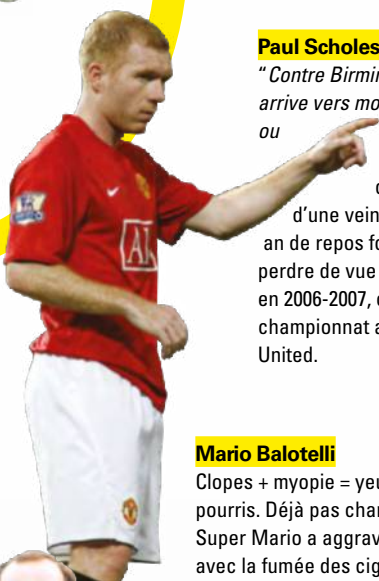 Paul Scholes
“Contre Birmin
arrive vers mo
ou
d’une vein
an de repos fo
perdre de vue
en 2006-2007,
championnat a
United.
AI
Mario Balotelli
Clopes + myopie = yeu
pourris. Déjà pas chan
Super Mario a aggrav
avec la fumée des cig